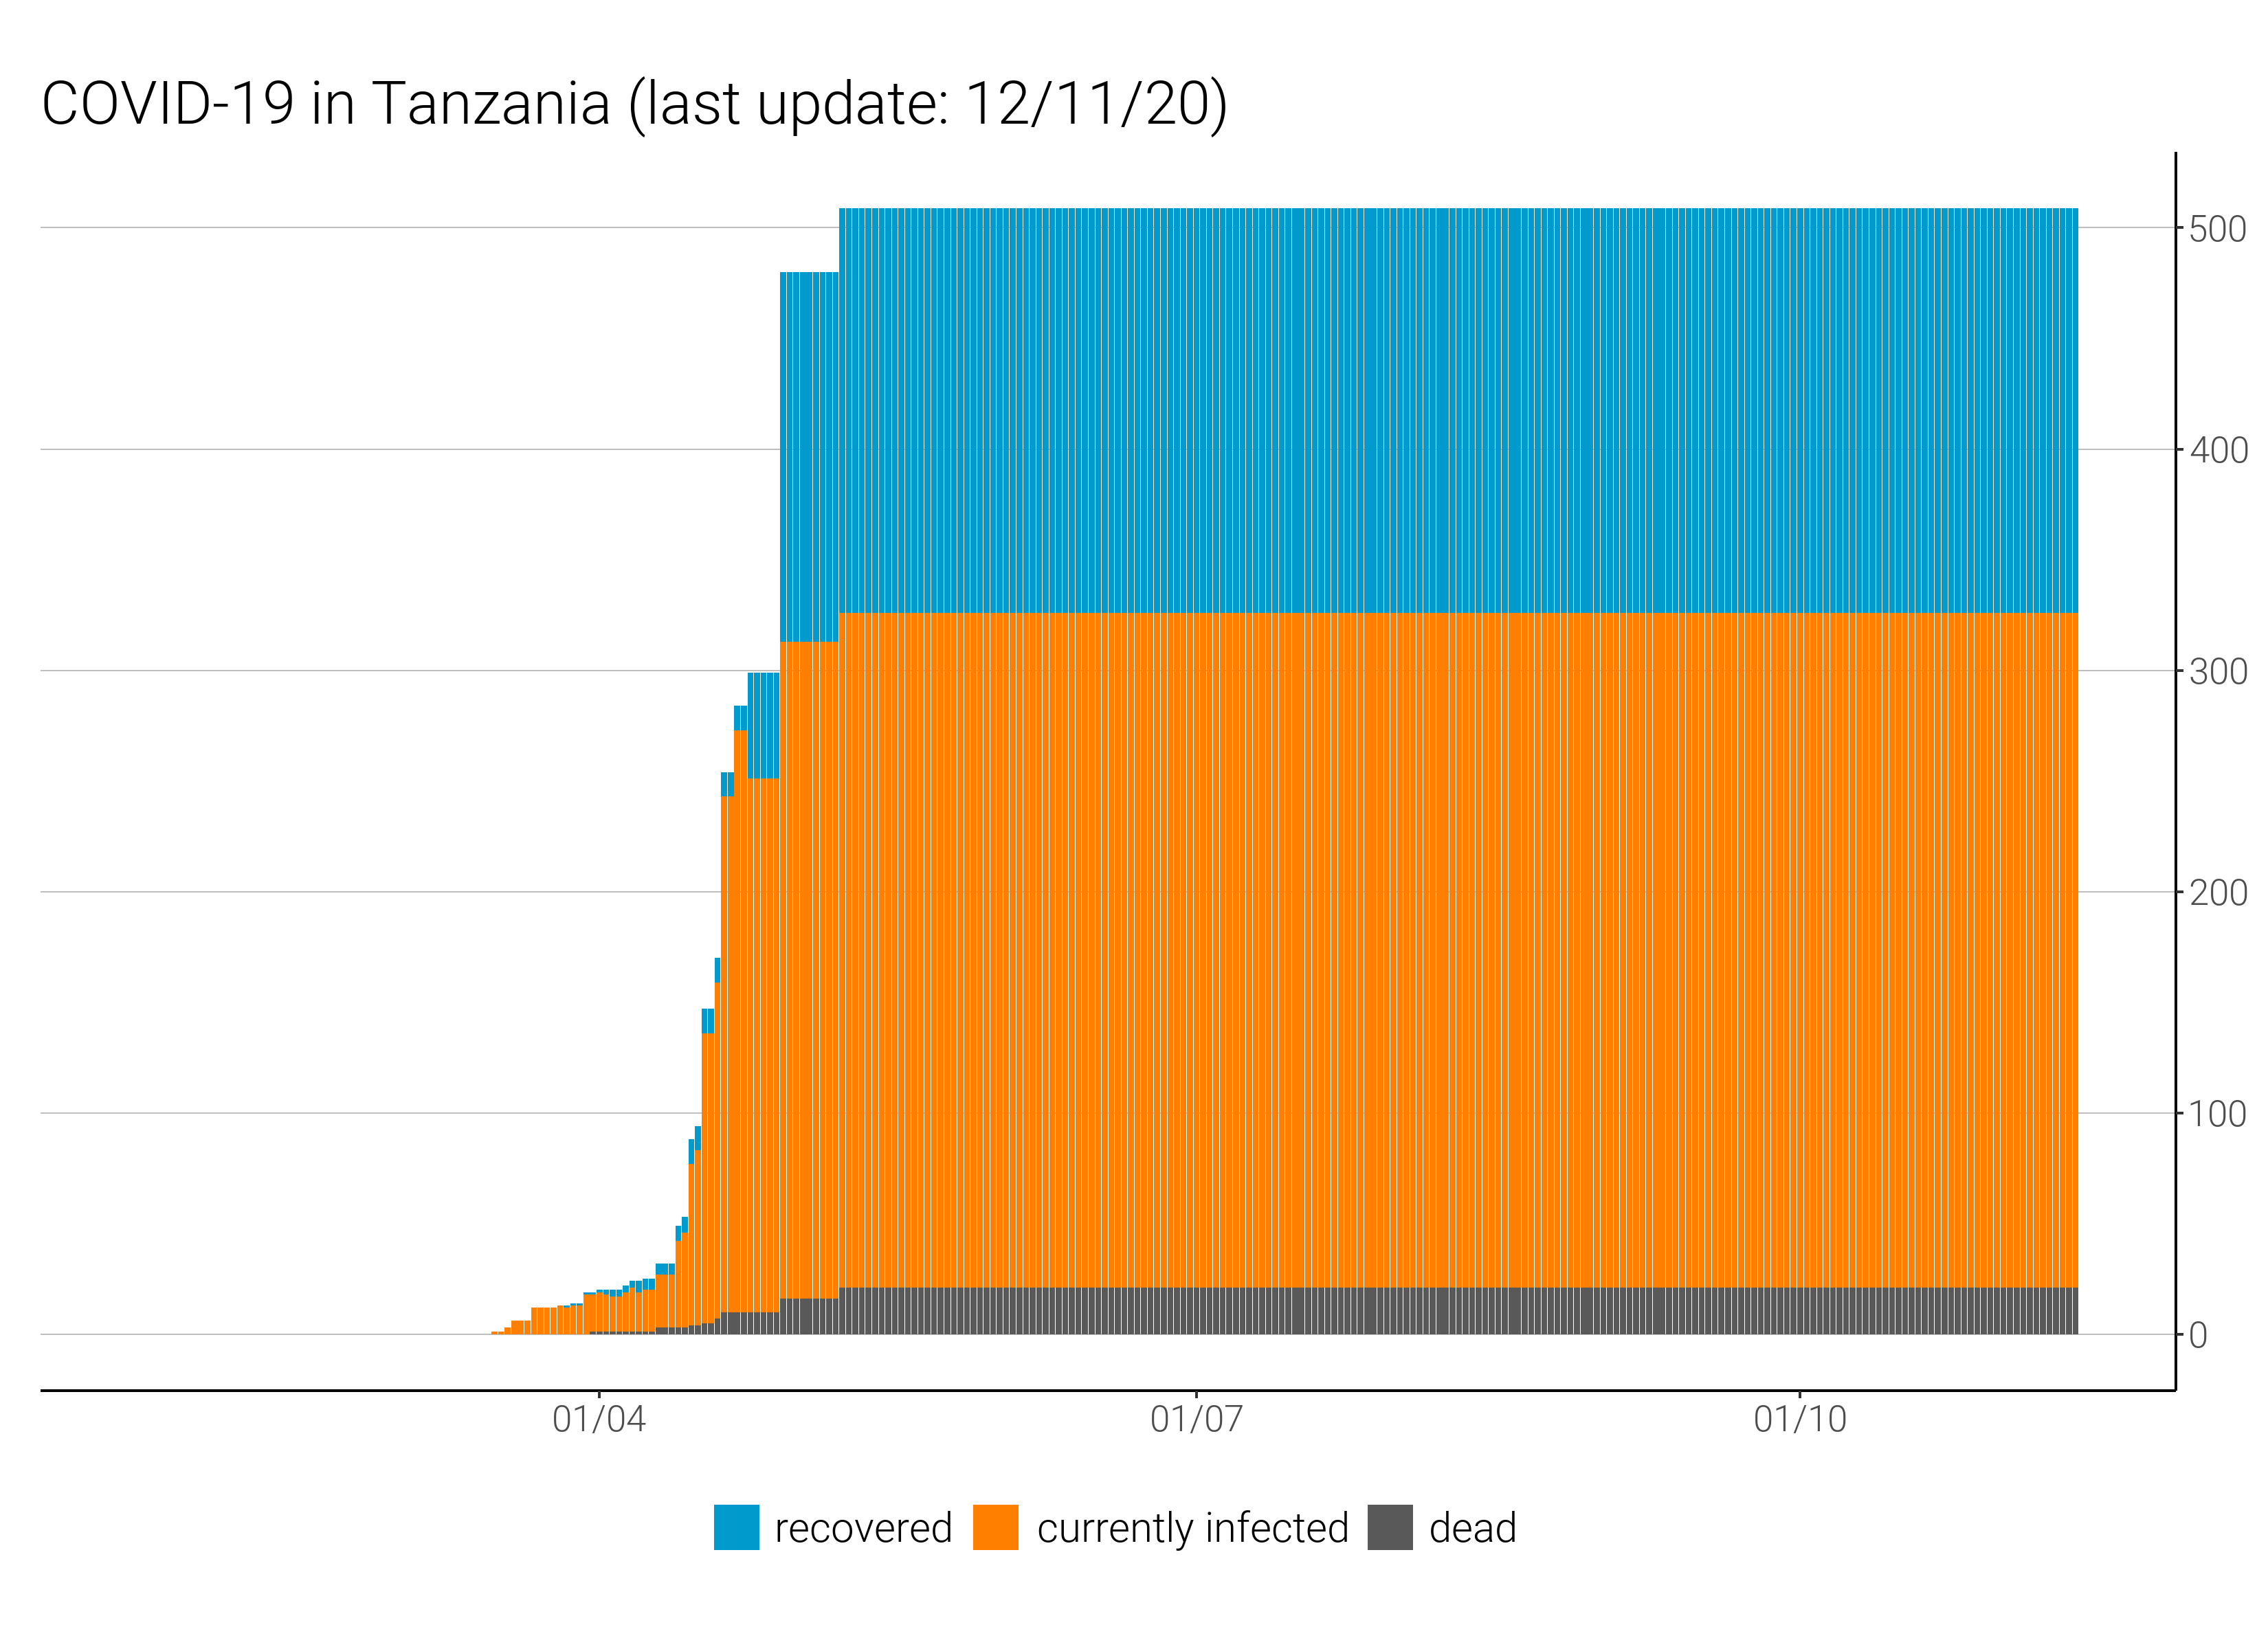 COVID-19 in Tanzania (last update: 12/11/20)
500
400
300
200
100
0
01/04 01/07 01/10
recovered currently infected dead